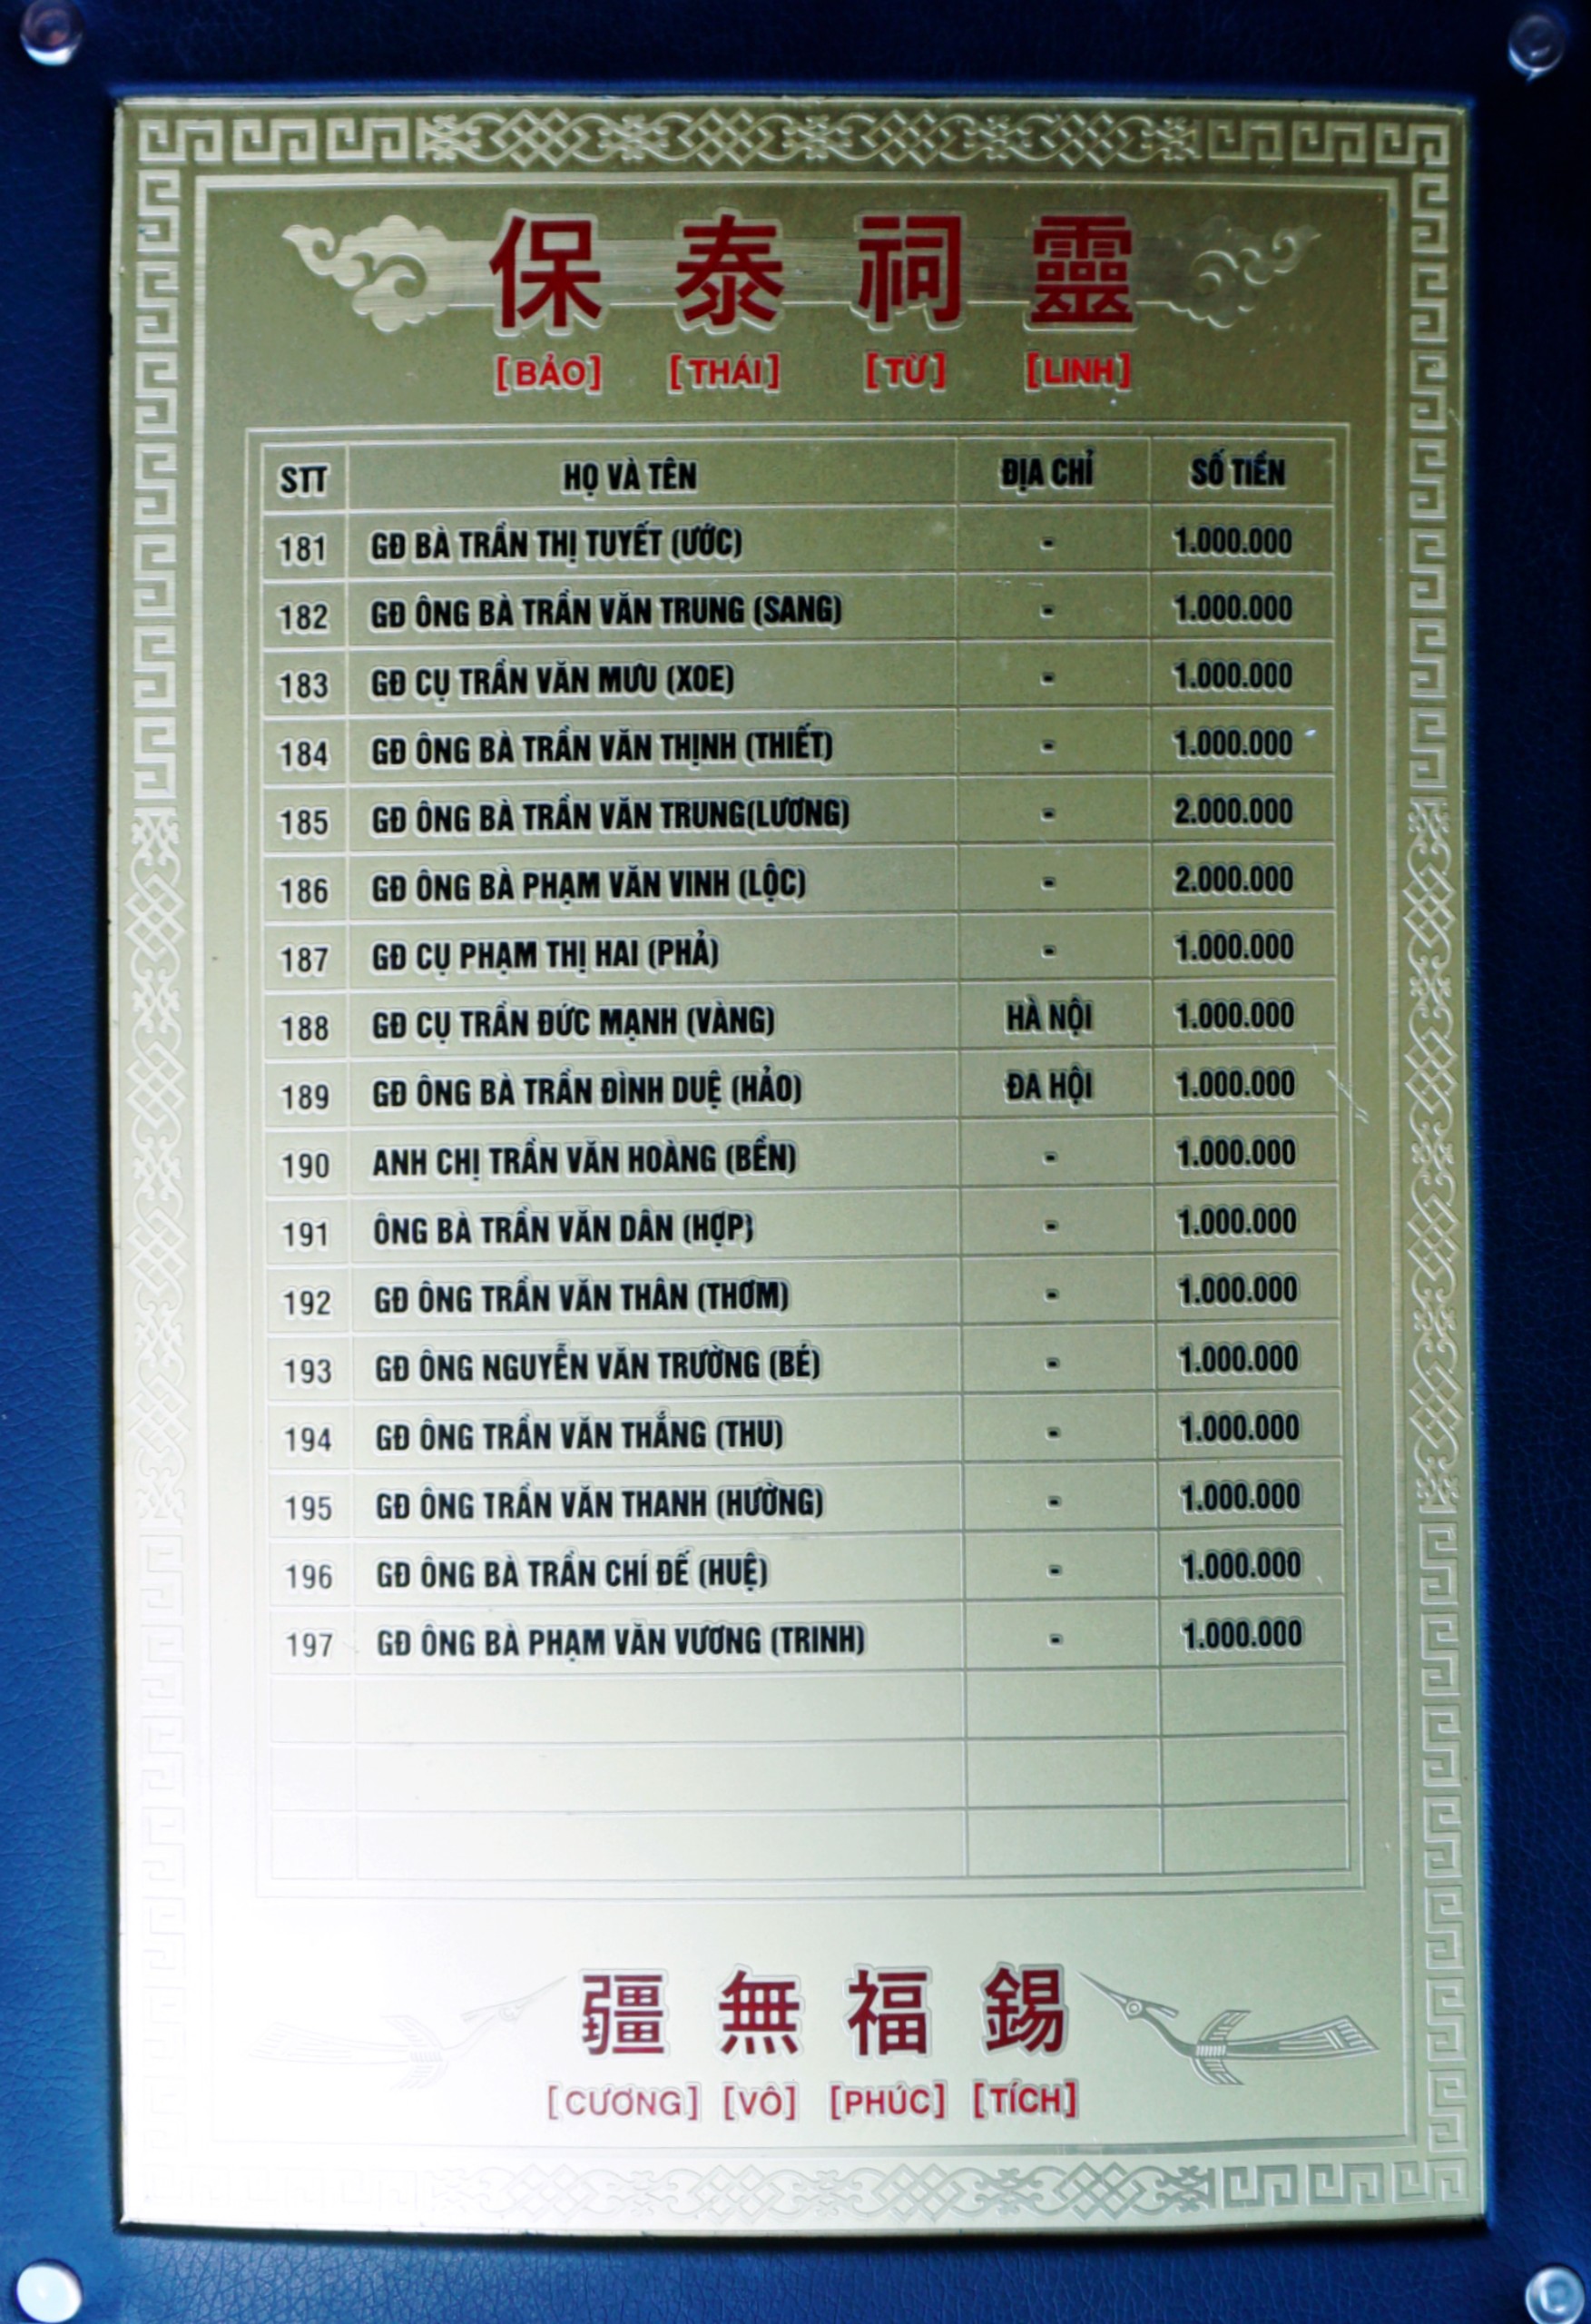 保 泰 祠 靈
[BẢO] [THÁI] [TỪ] [LINH]
STT HỌ VÀ TÊN ĐỊA CHỈ SỐ TIỀN
181 GĐ BÀ TRẦN THỊ TUYẾT (ƯỚC) - 1.000.000
182 GĐ ÔNG BÀ TRẦN VĂN TRUNG (SANG) - 1.000.000
183 GĐ CỤ TRẦN VĂN MƯU (XOE) - 1.000.000
184 GĐ ÔNG BÀ TRẦN VĂN THỊNH (THIẾT) - 1.000.000
185 GĐ ÔNG BÀ TRẦN VĂN TRUNG(LƯƠNG) - 2.000.000
186 GĐ ÔNG BÀ PHẠM VĂN VINH (LỘC) - 2.000.000
187 GĐ CỤ PHẠM THỊ HAI (PHẢ) - 1.000.000
188 GĐ CỤ TRẦN ĐỨC MẠNH (VÀNG) HÀ NỘI 1.000.000
189 GĐ ÔNG BÀ TRẦN ĐÌNH DUỆ (HẢO) ĐA HỘI 1.000.000
190 ANH CHỊ TRẦN VĂN HOÀNG (BỀN) - 1.000.000
191 ÔNG BÀ TRẦN VĂN DÂN (HỢP) - 1.000.000
192 GĐ ÔNG TRẦN VĂN THÂN (THƠM) - 1.000.000
193 GĐ ÔNG NGUYỄN VĂN TRƯỜNG (BÉ) - 1.000.000
194 GĐ ÔNG TRẦN VĂN THẮNG (THU) - 1.000.000
195 GĐ ÔNG TRẦN VĂN THANH (HƯỜNG) - 1.000.000
196 GĐ ÔNG BÀ TRẦN CHÍ ĐẾ (HUỆ) - 1.000.000
197 GĐ ÔNG BÀ PHẠM VĂN VƯƠNG (TRINH) - 1.000.000
疆 無 福 錫
[CƯƠNG] [VÔ] [PHÚC] [TÍCH]